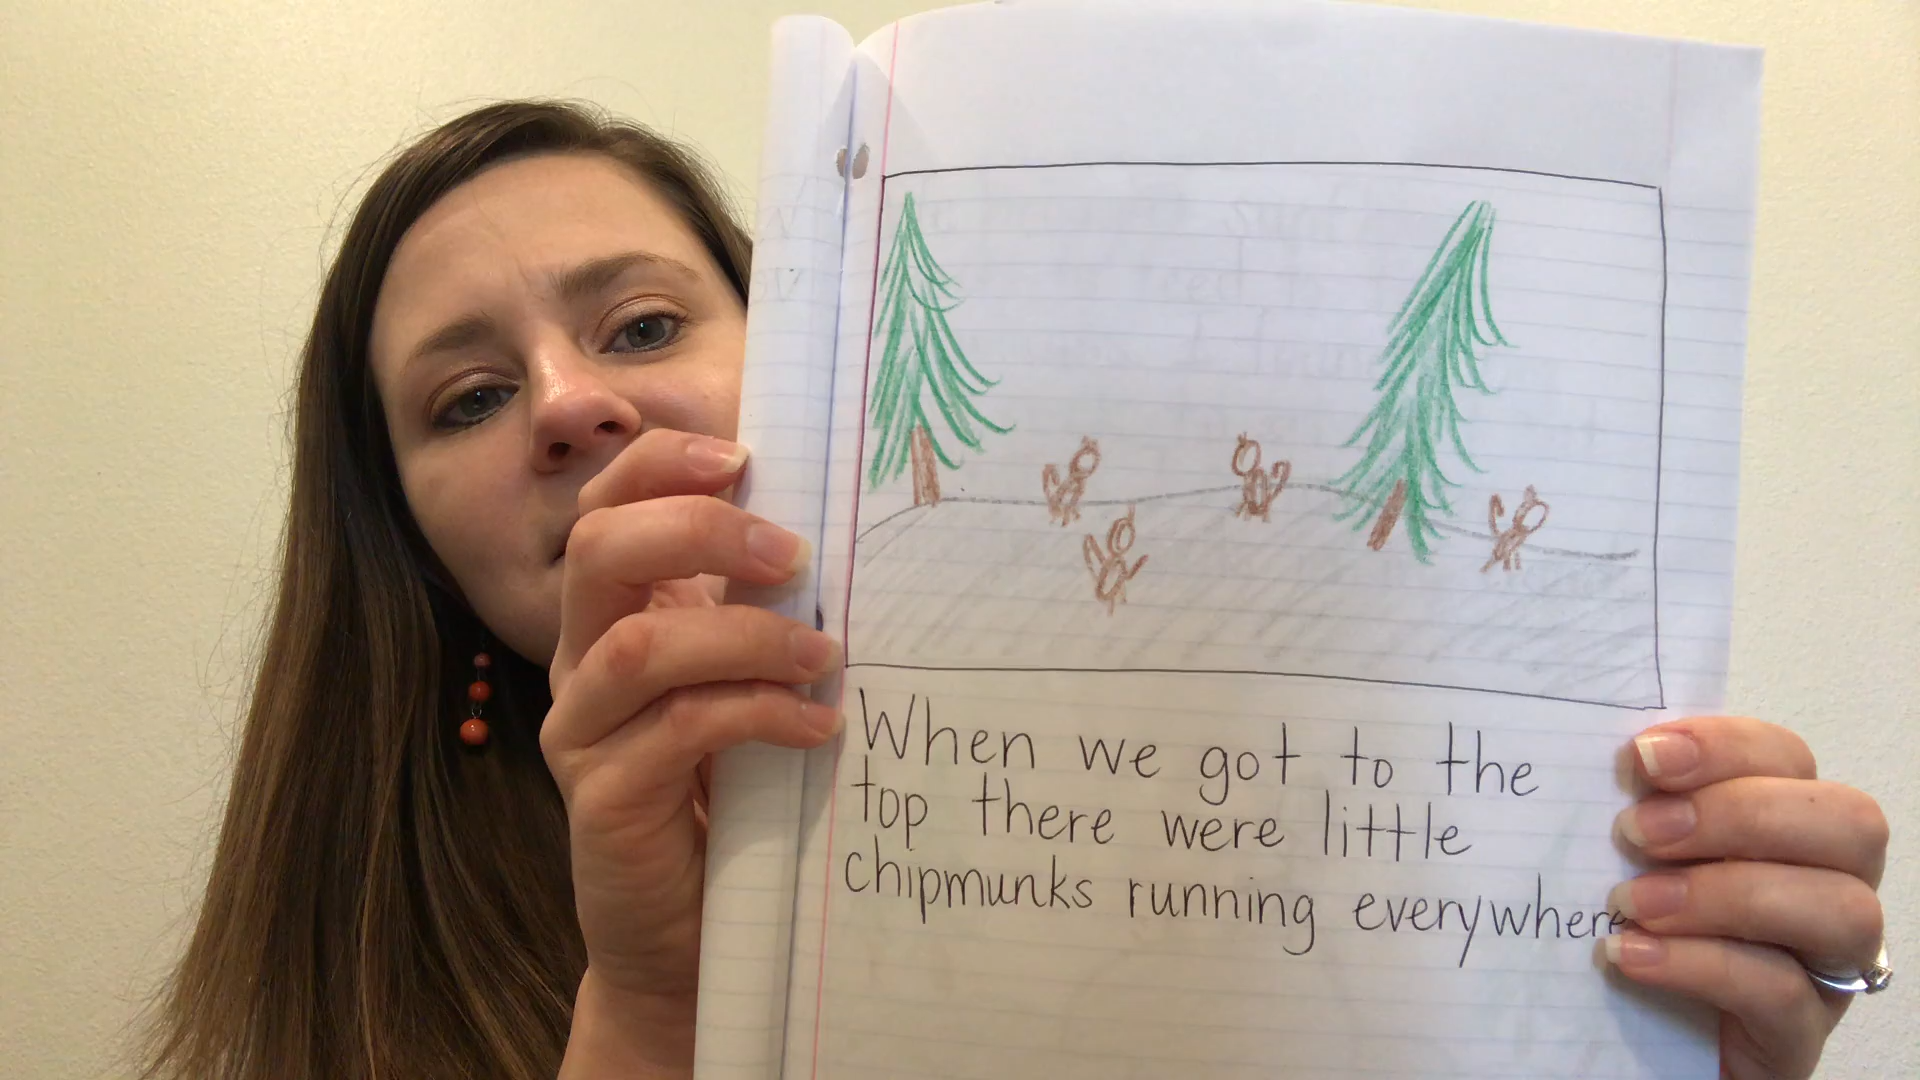 When we got to the
top there were little
chipmunks running everywhere